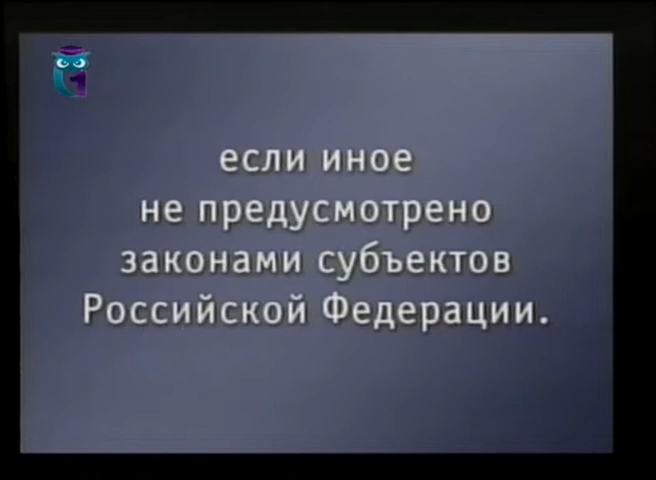 если иное
не предусмотрено
законами субъектов
Российской Федерации.